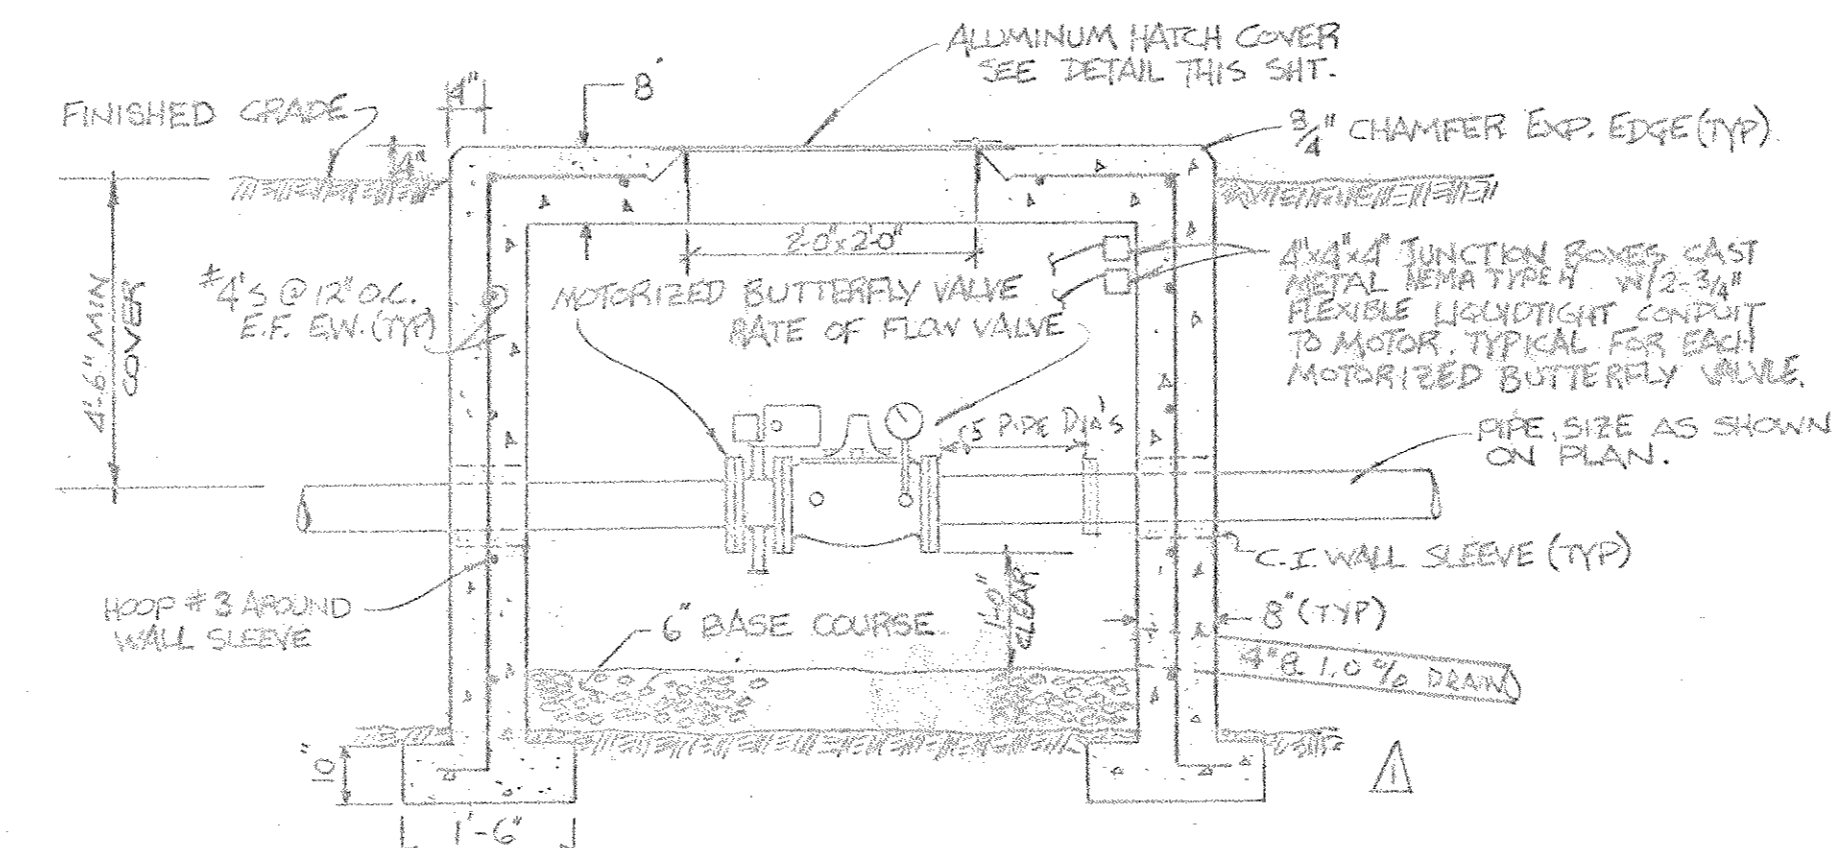 ALUMINUM HATCH COVER
SEE DETAIL THIS SHT.
4"
8"
FINISHED GRADE
3/4" CHAMFER EXP. EDGE (TYP)
4"
2'-0"x2'-0"
4"x4"x4" JUNCTION BOXES CAST
METAL NEMA TYPE 4 W/2-3/4"
FLEXIBLE LIQUIDTIGHT CONDUIT
TO MOTOR. TYPICAL FOR EACH
MOTORIZED BUTTERFLY VALVE.
#4'S @ 12" O.C.
E.F. E.W. (TYP)
MOTORIZED BUTTERFLY VALVE
RATE OF FLOW VALVE
4'-6" MIN
COVER
5 PIPE DIA'S
PIPE SIZE AS SHOWN
ON PLAN.
C.I. WALL SLEEVE (TYP)
HOOP #3 AROUND
WALL SLEEVE
6" BASE COURSE
1'-0"
CLEAR
8" (TYP)
4" @ 1.0 % DRAIN
10"
1'-6"
1